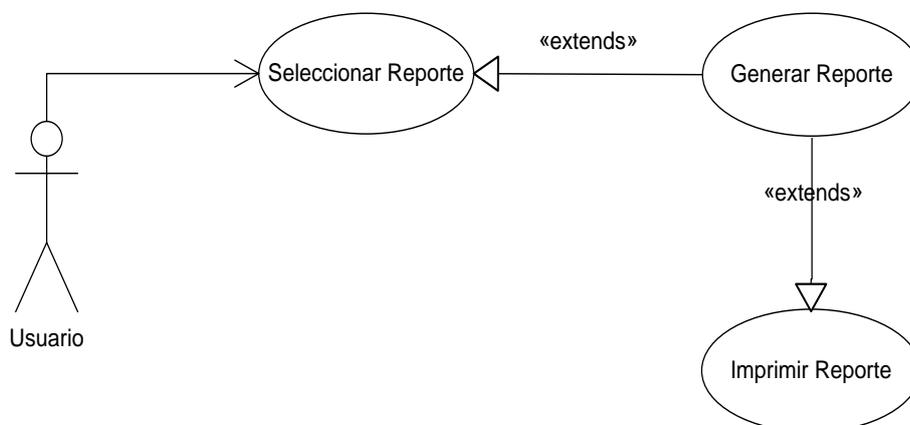 «extends»
Seleccionar Reporte
Generar Reporte
«extends»
Usuario
Imprimir Reporte